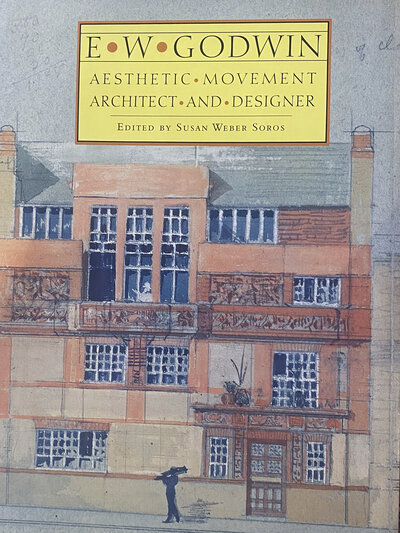 E•W•GODWIN
AESTHETIC•MOVEMENT
ARCHITECT•AND•DESIGNER
EDITED BY SUSAN WEBER SOROS